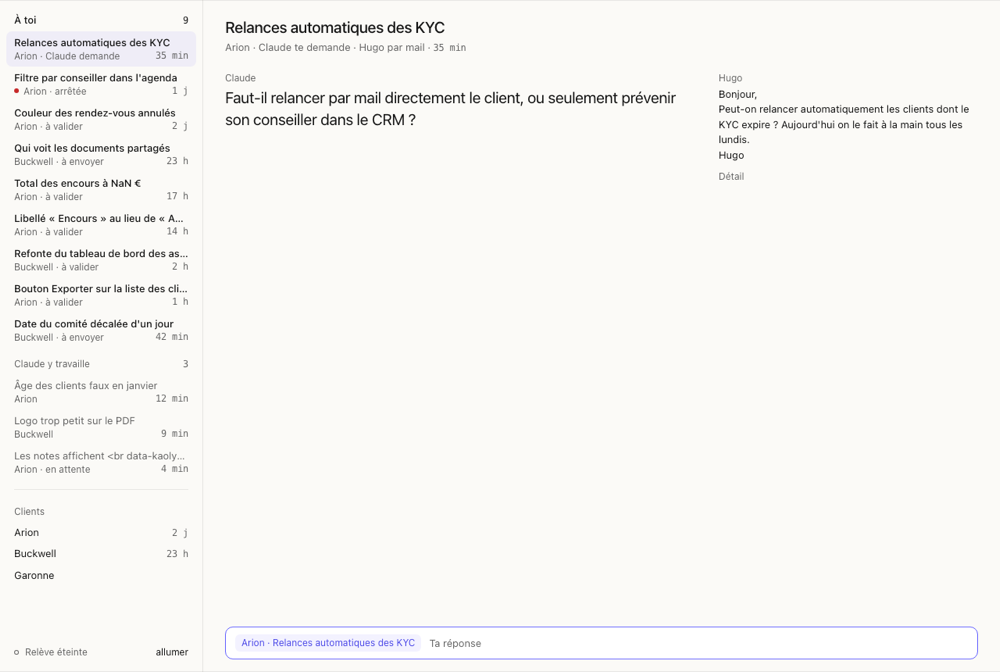 À toi 9
Relances automatiques des KYC
Arion · Claude demande 35 min
Filtre par conseiller dans l'agenda
Arion · arrêtée 1 j
Couleur des rendez-vous annulés
Arion · à valider 2 j
Qui voit les documents partagés
Buckwell · à envoyer 23 h
Total des encours à NaN €
Arion · à valider 17 h
Libellé « Encours » au lieu de « A...
Arion · à valider 14 h
Refonte du tableau de bord des as...
Buckwell · à valider 2 h
Bouton Exporter sur la liste des cli...
Arion · à valider 1 h
Date du comité décalée d'un jour
Buckwell · à envoyer 42 min
Claude y travaille 3
Âge des clients faux en janvier
Arion 12 min
Logo trop petit sur le PDF
Buckwell 9 min
Les notes affichent <br data-kaoly...
Arion · en attente 4 min
Clients
Arion 2 j
Buckwell 23 h
Garonne
Relève éteinte allumer
Relances automatiques des KYC
Arion · Claude te demande · Hugo par mail · 35 min
Claude
Faut-il relancer par mail directement le client, ou seulement prévenir
son conseiller dans le CRM ?
Hugo
Bonjour,
Peut-on relancer automatiquement les clients dont le
KYC expire ? Aujourd'hui on le fait à la main tous les
lundis.
Hugo
Détail
Arion · Relances automatiques des KYC Ta réponse